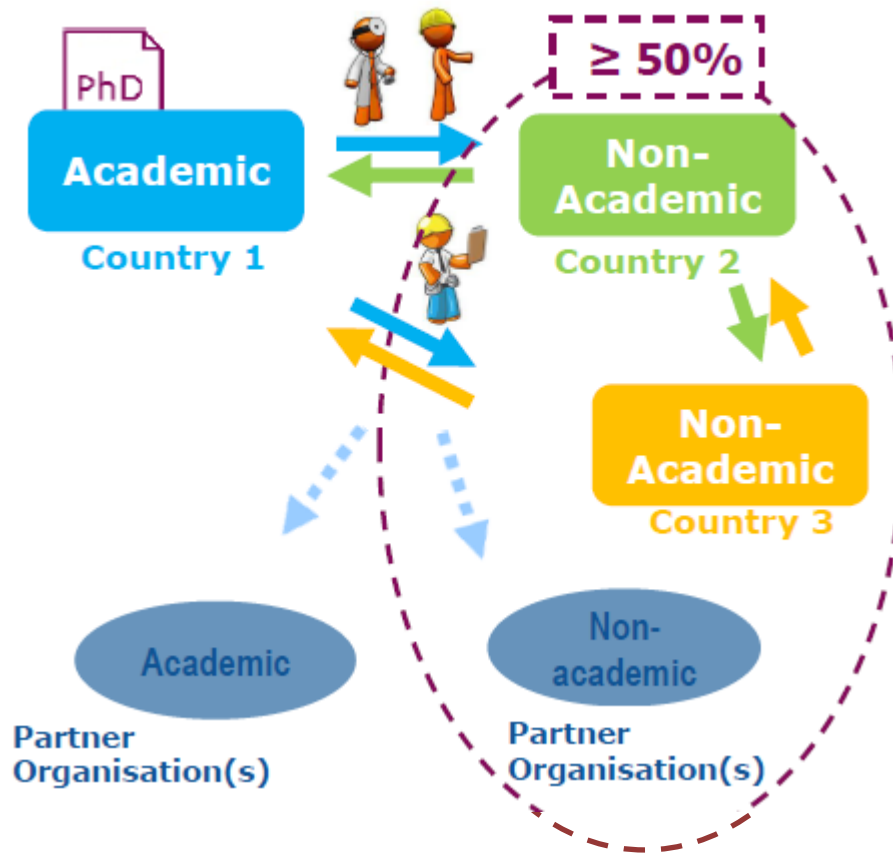 PhD
≥ 50%
Academic
Country 1
Non-
Academic
Country 2
Non-
Academic
Country 3
Academic
Partner
Organisation(s)
Non-
academic
Partner
Organisation(s)